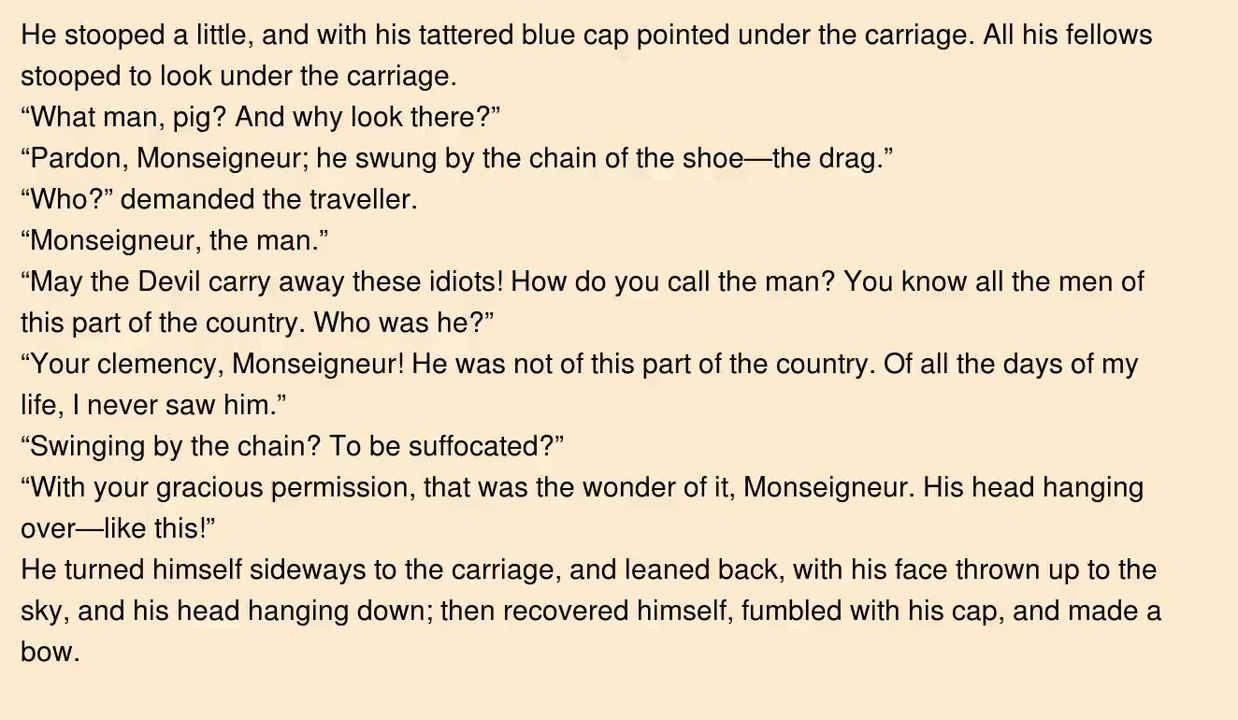 He stooped a little, and with his tattered blue cap pointed under the carriage. All his fellows
stooped to look under the carriage.
“What man, pig? And why look there?”
“Pardon, Monseigneur; he swung by the chain of the shoe—the drag.”
“Who?” demanded the traveller.
“Monseigneur, the man.”
“May the Devil carry away these idiots! How do you call the man? You know all the men of
this part of the country. Who was he?”
“Your clemency, Monseigneur! He was not of this part of the country. Of all the days of my
life, I never saw him.”
“Swinging by the chain? To be suffocated?”
“With your gracious permission, that was the wonder of it, Monseigneur. His head hanging
over—like this!”
He turned himself sideways to the carriage, and leaned back, with his face thrown up to the
sky, and his head hanging down; then recovered himself, fumbled with his cap, and made a
bow.